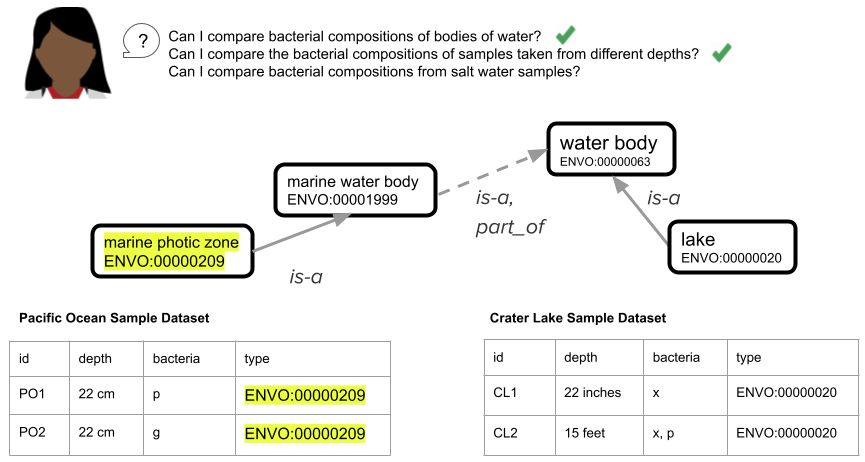 ?
Can I compare bacterial compositions of bodies of water?
Can I compare the bacterial compositions of samples taken from different depths?
Can I compare bacterial compositions from salt water samples?
water body
ENVO:00000063
marine water body
ENVO:00001999
is-a,
part_of
is-a
marine photic zone
ENVO:00000209
lake
ENVO:00000020
is-a
Pacific Ocean Sample Dataset
id depth bacteria type
PO1 22 cm p ENVO:00000209
PO2 22 cm g ENVO:00000209
Crater Lake Sample Dataset
id depth bacteria type
CL1 22 inches x ENVO:00000020
CL2 15 feet x, p ENVO:00000020